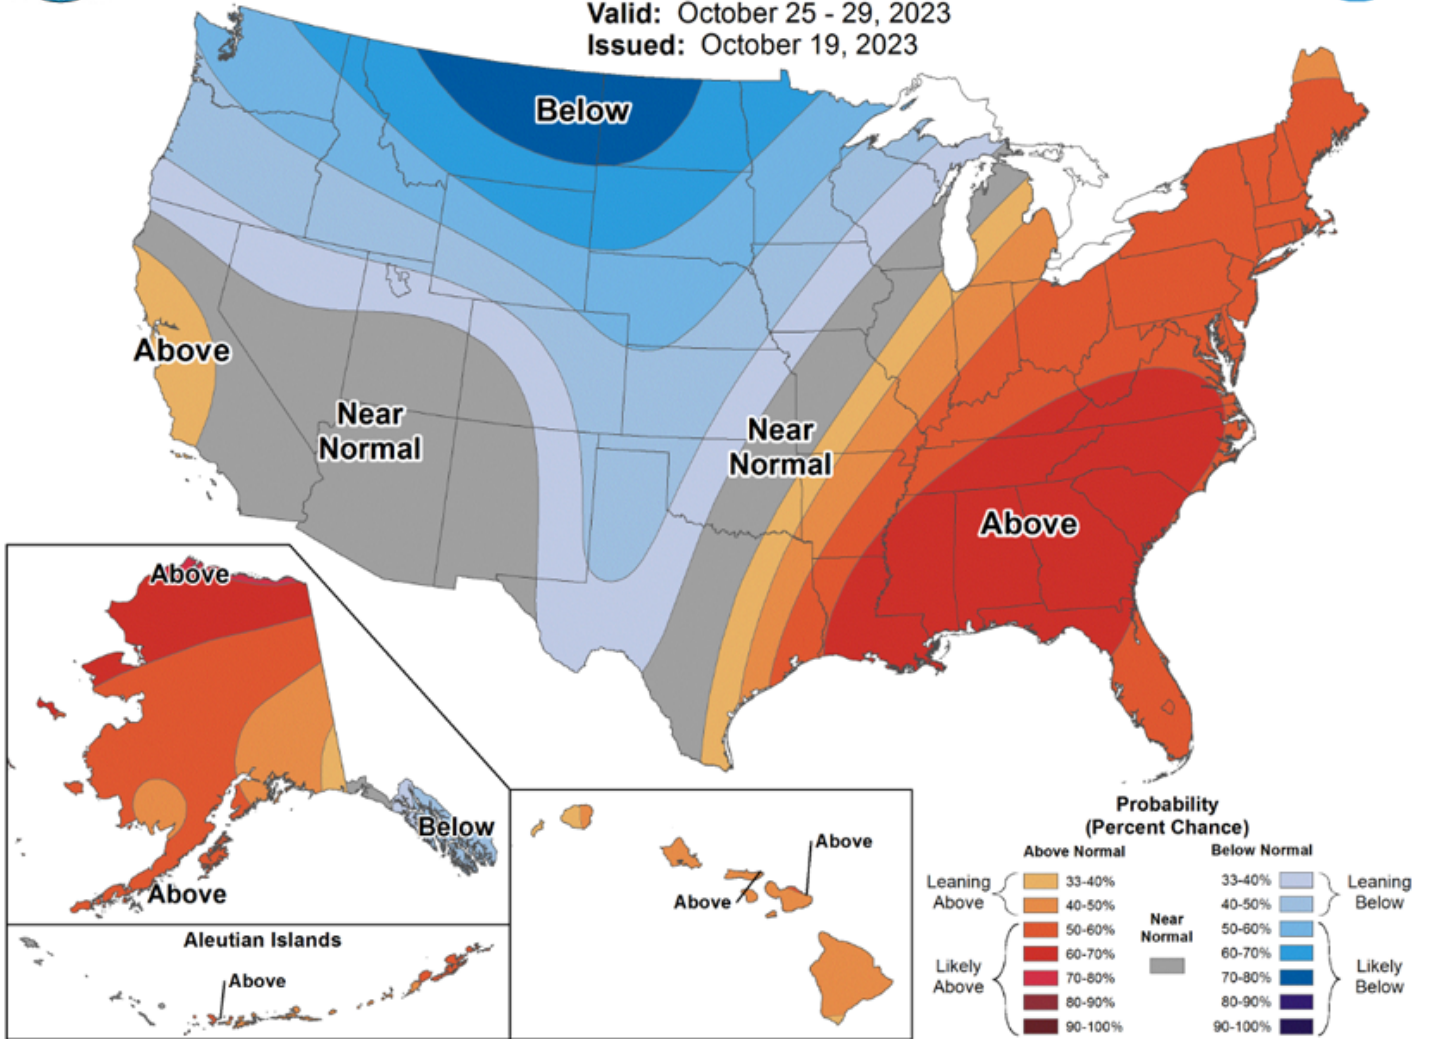 Valid: October 25 - 29, 2023
Issued: October 19, 2023
Below
Above
Near
Normal
Near
Normal
Above
Above
Below
Above
Aleutian Islands
Above
Above
Above
Probability
(Percent Chance)
Above Normal
Below Normal
Leaning
Above
33-40%
40-50%
Likely
Above
50-60%
60-70%
70-80%
80-90%
90-100%
Near
Normal
33-40%
40-50%
Leaning
Below
50-60%
60-70%
70-80%
80-90%
90-100%
Likely
Below